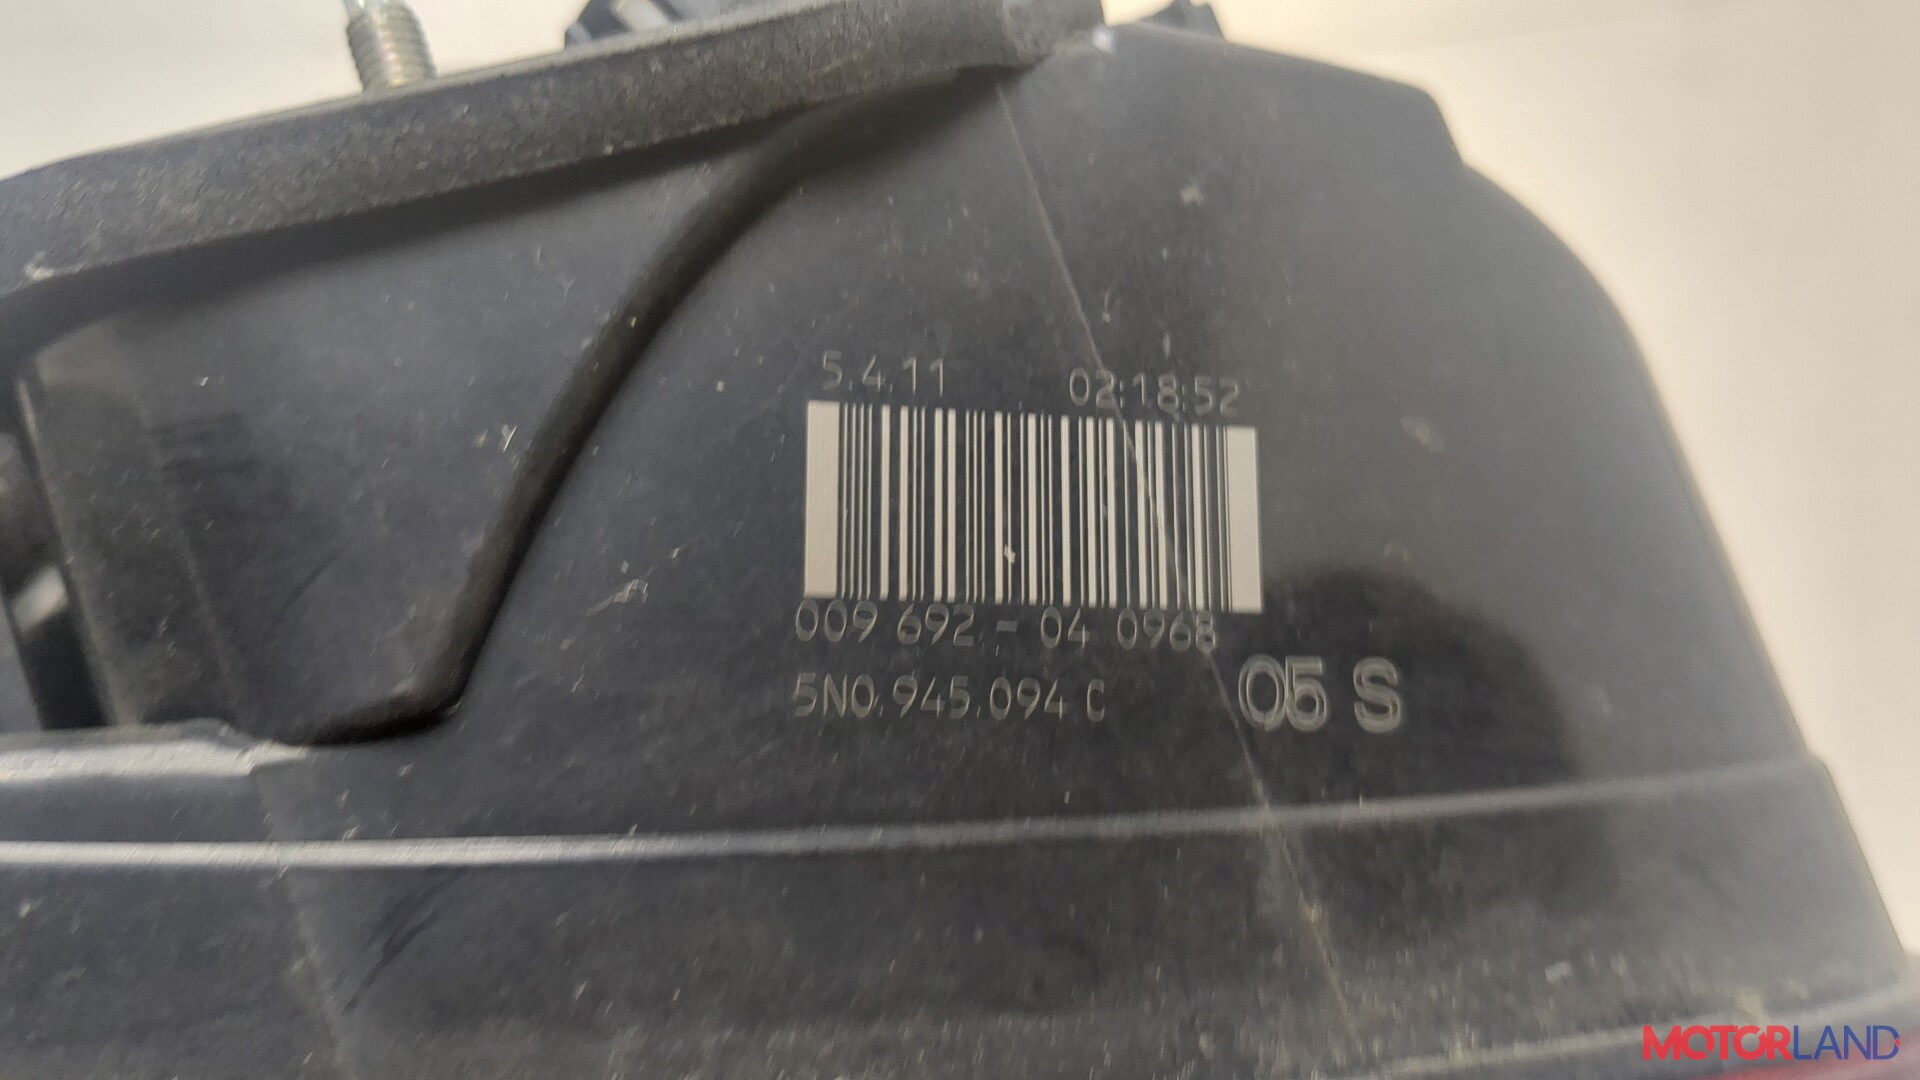 5.4.11 02:18:52
009 692 - 04 0968
5N0.945.094 C 05 S
MOTORLAND